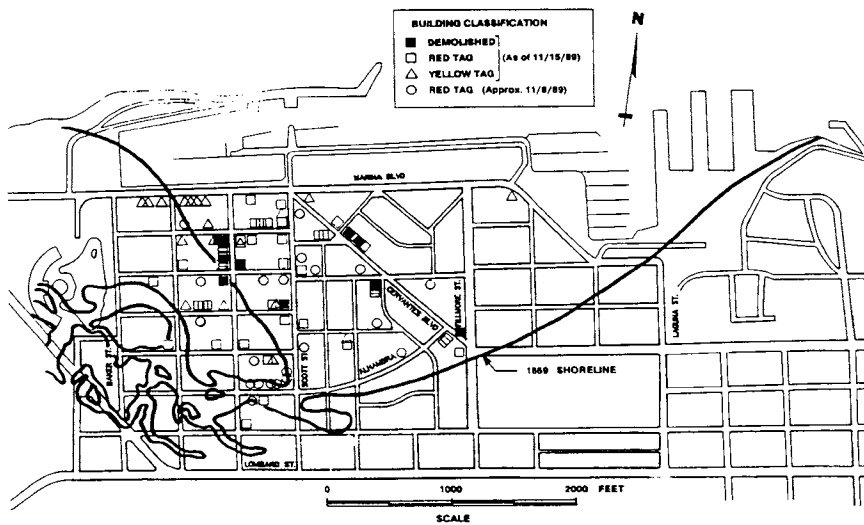 BUILDING CLASSIFICATION
DEMOLISHED
RED TAG
(As of 11/15/89)
YELLOW TAG
RED TAG (Approx. 11/8/89)
N
MARINA BLVD
CERVANTES BLVD
FILLMORE ST.
LAGUNA ST.
BAKER ST.
SCOTT ST.
ALHAMBRA
1869 SHORELINE
LOMBARD ST.
0 1000 2000 FEET
SCALE